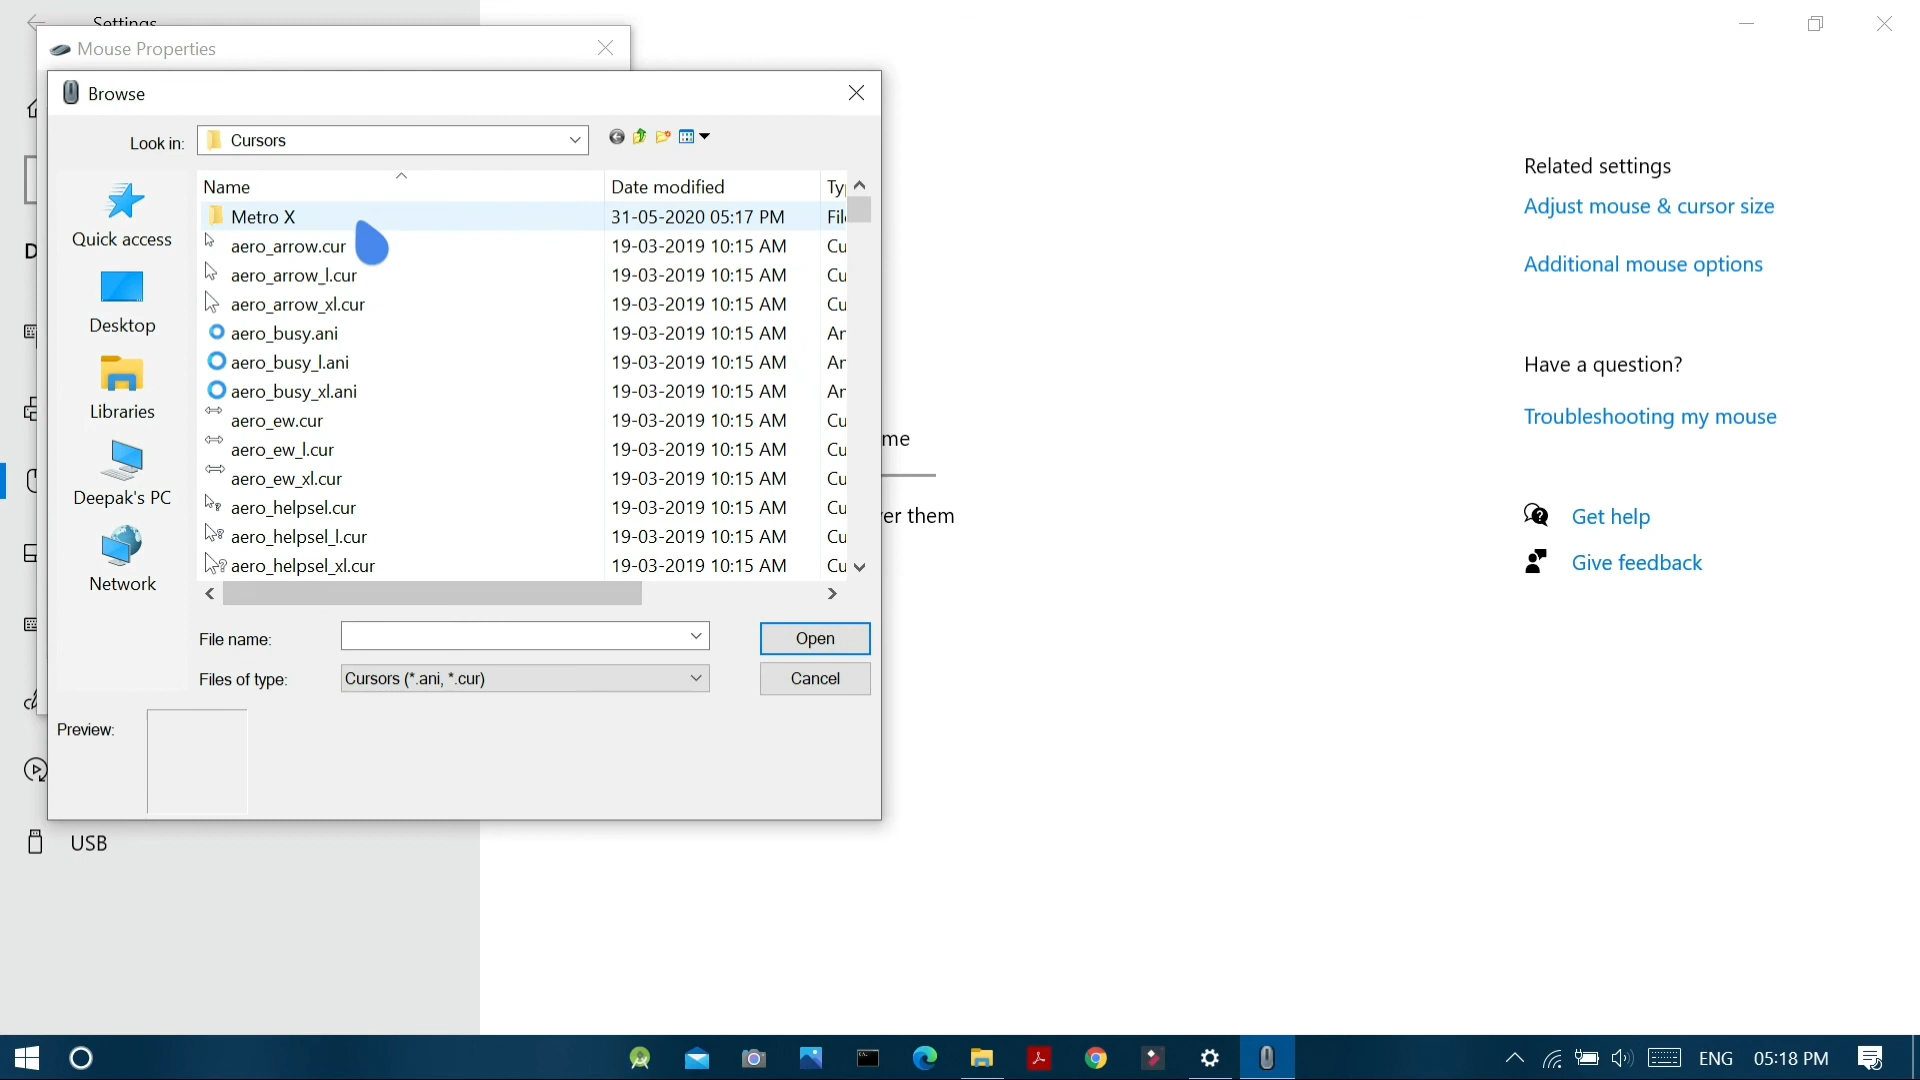 Settings
Mouse Properties
Browse
Look in: Cursors
Name Date modified
Metro X 31-05-2020 05:17 PM
aero_arrow.cur 19-03-2019 10:15 AM Cu
aero_arrow_l.cur 19-03-2019 10:15 AM Cu
aero_arrow_xl.cur 19-03-2019 10:15 AM Cu
aero_busy.ani 19-03-2019 10:15 AM
aero_busy_l.ani 19-03-2019 10:15 AM
aero_busy_xl.ani 19-03-2019 10:15 AM
aero_ew.cur 19-03-2019 10:15 AM Cu
aero_ew_l.cur 19-03-2019 10:15 AM Cu
aero_ew_xl.cur 19-03-2019 10:15 AM Cu
aero_helpsel.cur 19-03-2019 10:15 AM Cu
aero_helpsel_l.cur 19-03-2019 10:15 AM Cu
aero_helpsel_xl.cur 19-03-2019 10:15 AM Cu
Quick access
Desktop
Libraries
Deepak's PC
Network
File name:
Open
Files of type: Cursors (*.ani, *.cur)
Cancel
Preview:
USB
me
er them
Related settings
Adjust mouse & cursor size
Additional mouse options
Have a question?
Troubleshooting my mouse
Get help
Give feedback
ENG 05:18 PM